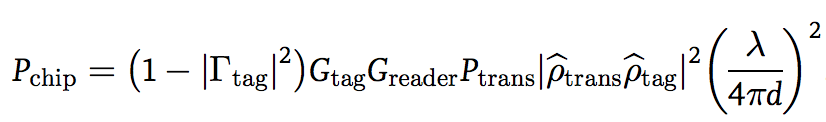 P_chip = (1 − |Γ_tag|²)G_tag G_reader P_trans |ρ̂_trans ρ̂_tag|² (λ / 4πd)²